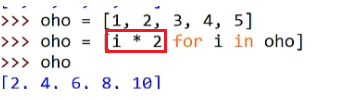 >>> oho = [1, 2, 3, 4, 5]
>>> oho = [i * 2 for i in oho]
>>> oho
[2, 4, 6, 8, 10]